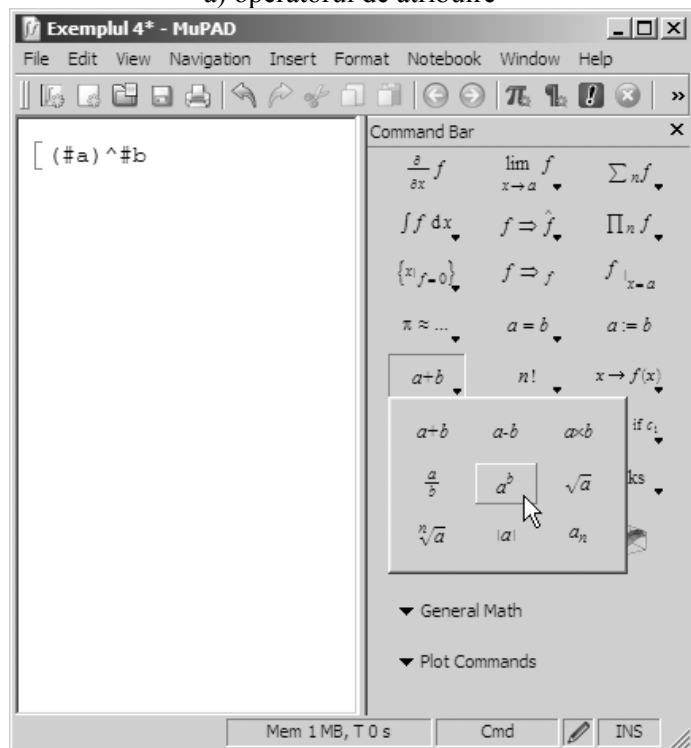 a) operatorul de atribuire
Exemplul 4* - MuPAD
File Edit View Navigation Insert Format Notebook Window Help
π ¶ ! »
Command Bar
(#a)^#b
∂/∂x f lim x→a f ∑ n f
∫ f dx f ⇒ f̂ ∏ n f
{x| f=0} f ⇒ f f |x=a
π ≈ ... a = b a := b
a+b n! x → f(x)
a+b a-b a×b if c₁
a/b aᵇ √a ks
ⁿ√a |a| aₙ
General Math
Plot Commands
Mem 1 MB, T 0 s Cmd INS